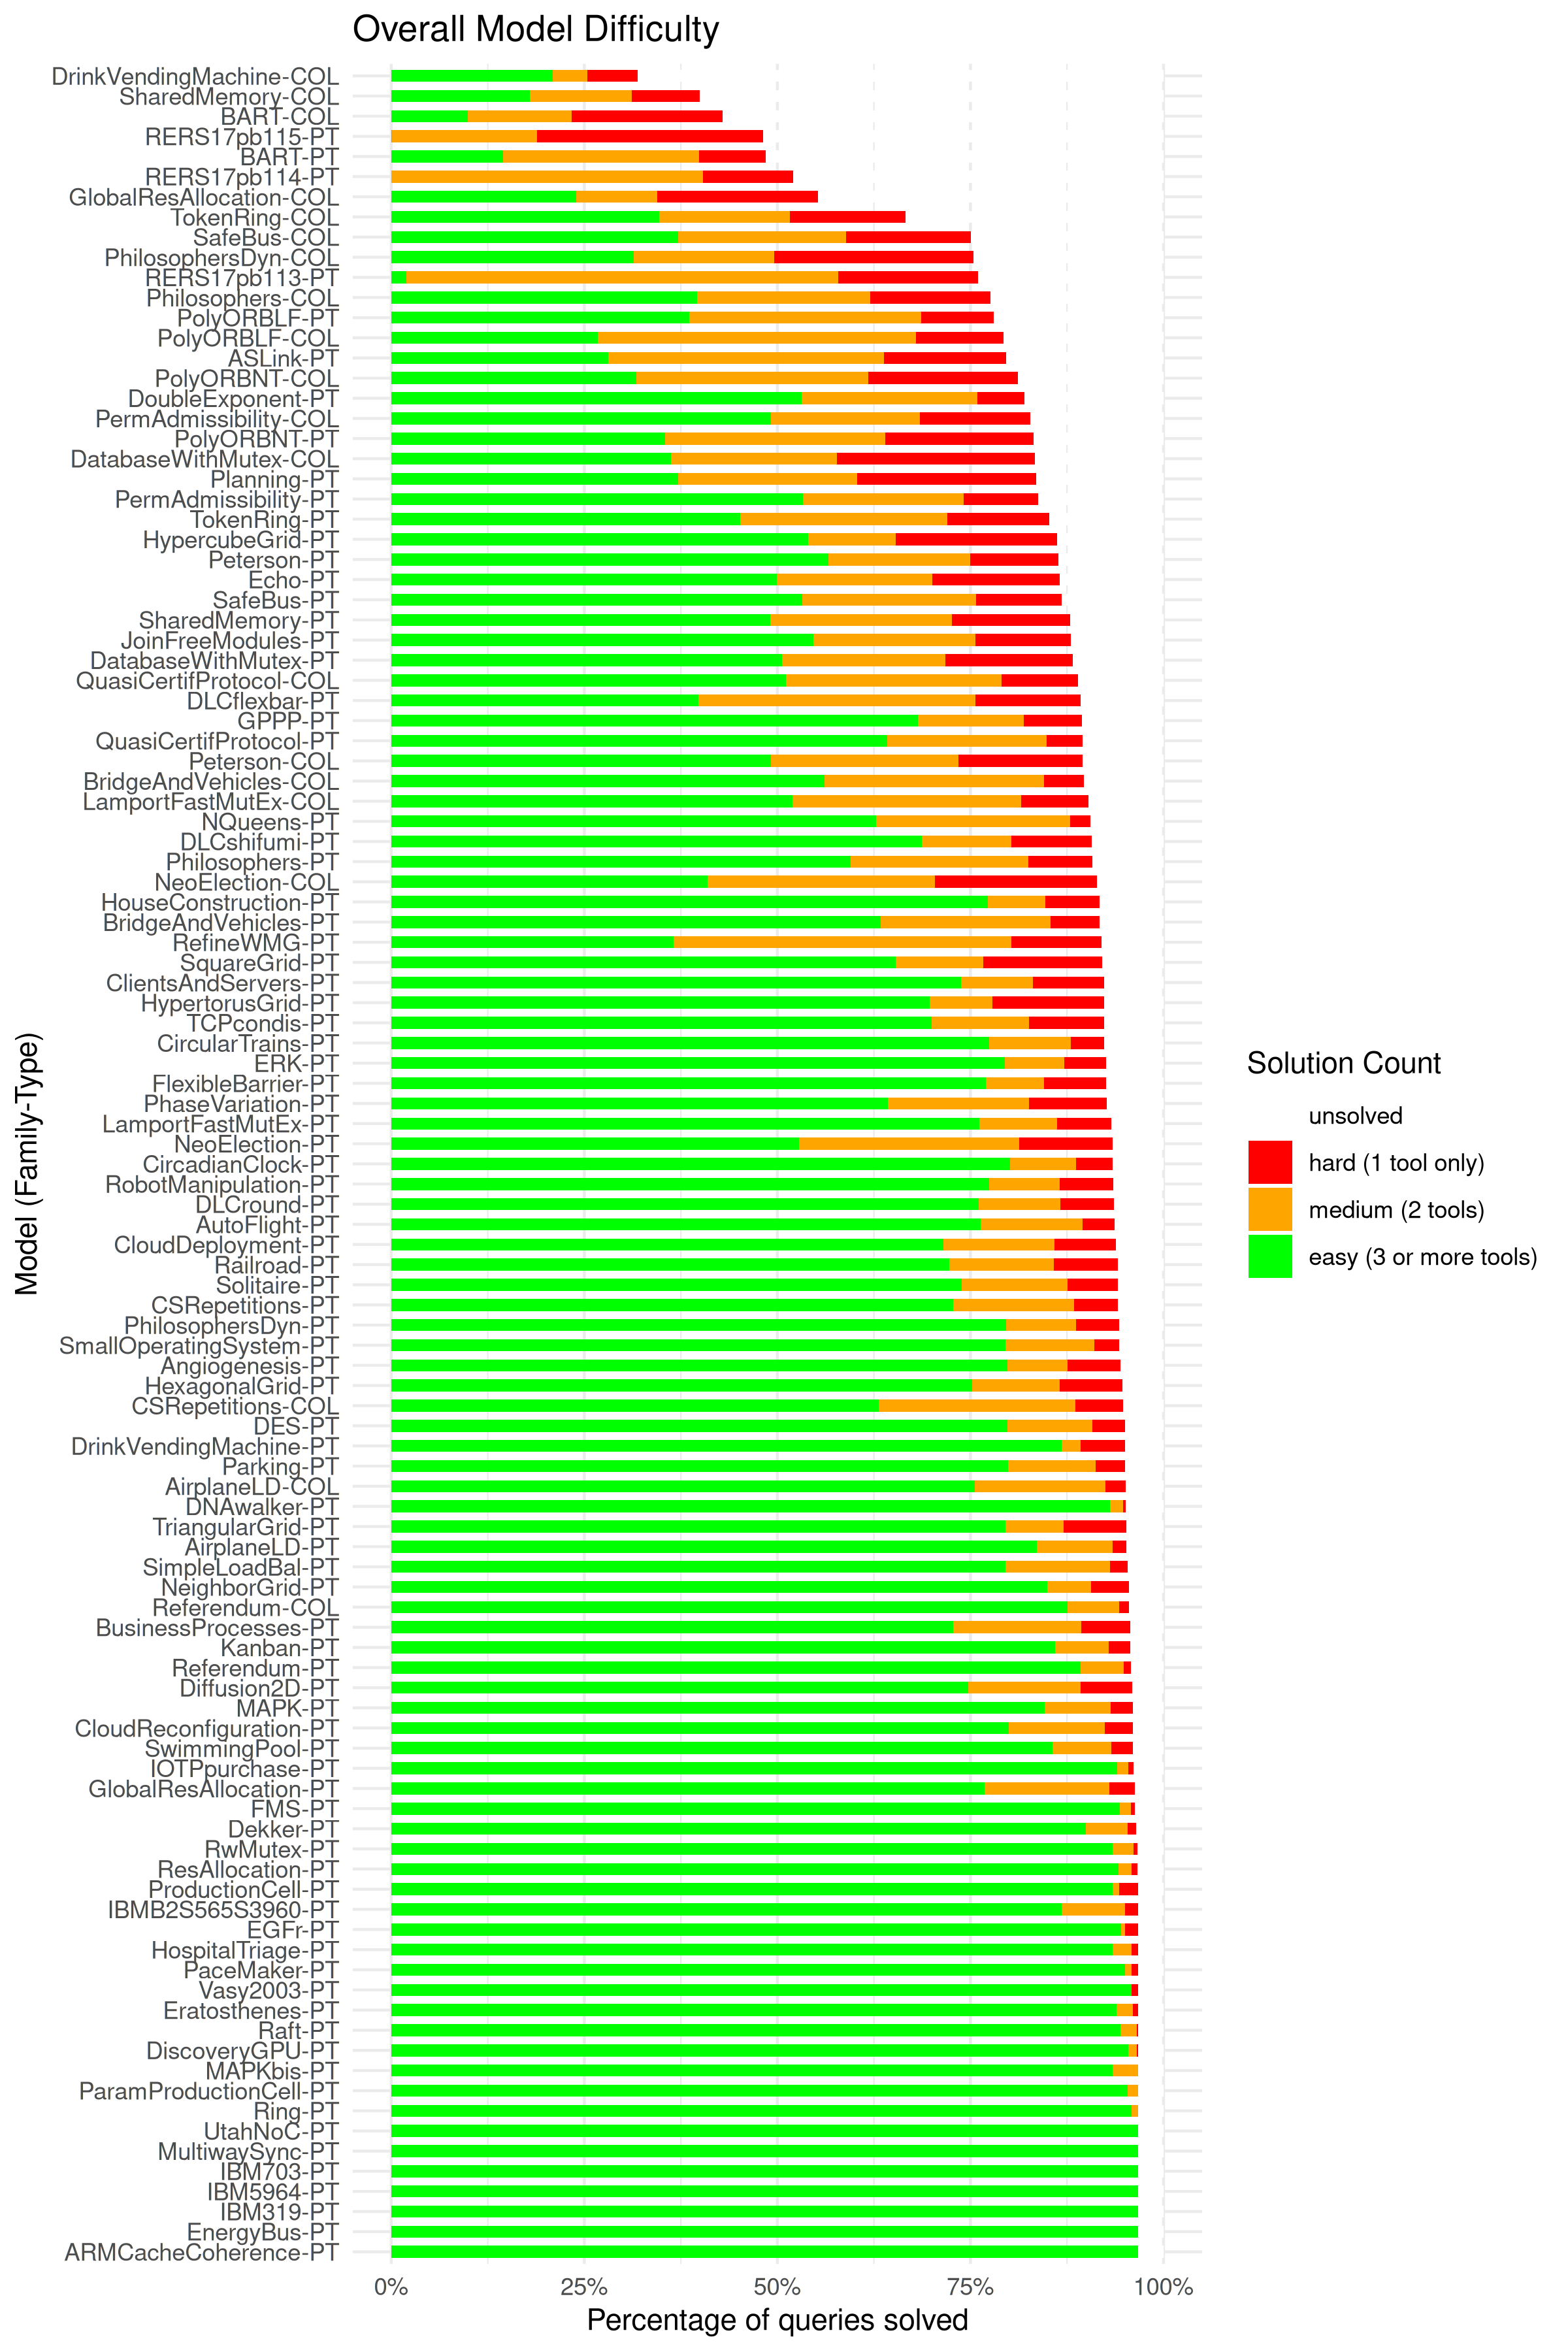 Overall Model Difficulty
DrinkVendingMachine-COL
SharedMemory-COL
BART-COL
RERS17pb115-PT
BART-PT
RERS17pb114-PT
GlobalResAllocation-COL
TokenRing-COL
SafeBus-COL
PhilosophersDyn-COL
RERS17pb113-PT
Philosophers-COL
PolyORBLF-PT
PolyORBLF-COL
ASLink-PT
PolyORBNT-COL
DoubleExponent-PT
PermAdmissibility-COL
PolyORBNT-PT
DatabaseWithMutex-COL
Planning-PT
PermAdmissibility-PT
TokenRing-PT
HypercubeGrid-PT
Peterson-PT
Echo-PT
SafeBus-PT
SharedMemory-PT
JoinFreeModules-PT
DatabaseWithMutex-PT
QuasiCertifProtocol-COL
DLCflexbar-PT
GPPP-PT
QuasiCertifProtocol-PT
Peterson-COL
BridgeAndVehicles-COL
LamportFastMutEx-COL
NQueens-PT
DLCshifumi-PT
Philosophers-PT
NeoElection-COL
HouseConstruction-PT
BridgeAndVehicles-PT
RefineWMG-PT
SquareGrid-PT
ClientsAndServers-PT
HypertorusGrid-PT
TCPcondis-PT
CircularTrains-PT
ERK-PT
FlexibleBarrier-PT
PhaseVariation-PT
LamportFastMutEx-PT
NeoElection-PT
CircadianClock-PT
RobotManipulation-PT
DLCround-PT
AutoFlight-PT
CloudDeployment-PT
Railroad-PT
Solitaire-PT
CSRepetitions-PT
PhilosophersDyn-PT
SmallOperatingSystem-PT
Angiogenesis-PT
HexagonalGrid-PT
CSRepetitions-COL
DES-PT
DrinkVendingMachine-PT
Parking-PT
AirplaneLD-COL
DNAwalker-PT
TriangularGrid-PT
AirplaneLD-PT
SimpleLoadBal-PT
NeighborGrid-PT
Referendum-COL
BusinessProcesses-PT
Kanban-PT
Referendum-PT
Diffusion2D-PT
MAPK-PT
CloudReconfiguration-PT
SwimmingPool-PT
IOTPpurchase-PT
GlobalResAllocation-PT
FMS-PT
Dekker-PT
RwMutex-PT
ResAllocation-PT
ProductionCell-PT
IBMB2S565S3960-PT
EGFr-PT
HospitalTriage-PT
PaceMaker-PT
Vasy2003-PT
Eratosthenes-PT
Raft-PT
DiscoveryGPU-PT
MAPKbis-PT
ParamProductionCell-PT
Ring-PT
UtahNoC-PT
MultiwaySync-PT
IBM703-PT
IBM5964-PT
IBM319-PT
EnergyBus-PT
ARMCacheCoherence-PT
0% 25% 50% 75% 100%
Percentage of queries solved
Model (Family-Type)
Solution Count
unsolved
hard (1 tool only)
medium (2 tools)
easy (3 or more tools)